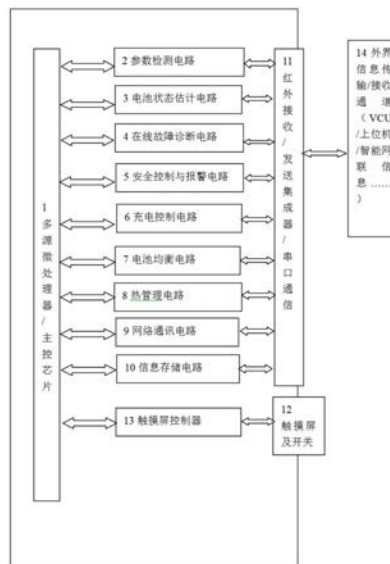 1
多
源
微
处
理
器
/
主
控
芯
片
2 参数检测电路
3 电池状态估计电路
4 在线故障诊断电路
5 安全控制与报警电路
6 充电控制电路
7 电池均衡电路
8 热管理电路
9 网络通讯电路
10 信息存储电路
13 触摸屏控制器
11
红
外
接
收
/
发
送
集
成
器
/
串
口
通
信
12
触摸屏
及开关
14 外界
信息传
输/接收
通 道
（VCU
/上位机
/智能网
联 信
息……
）